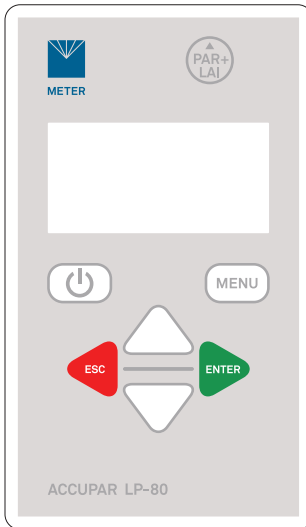 PAR+
LAI
METER
MENU
ESC
ENTER
ACCUPAR LP-80